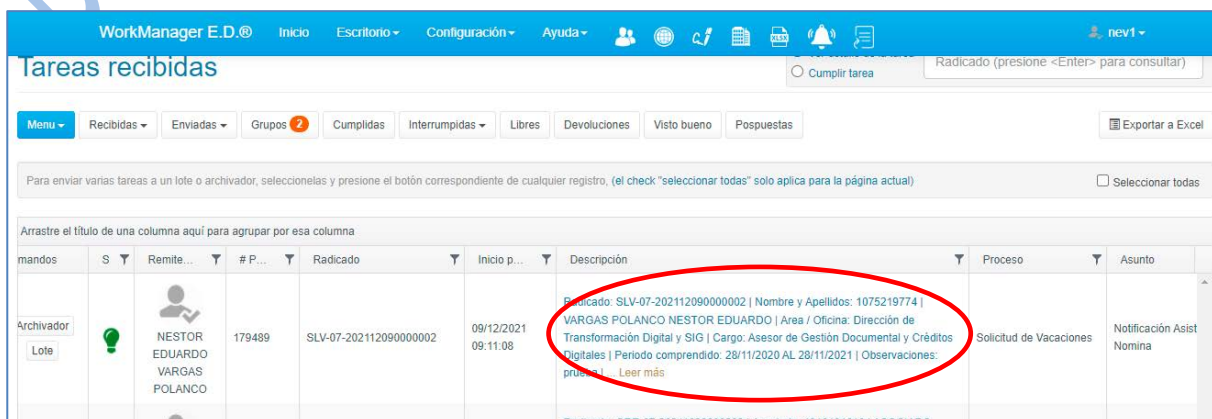 WorkManager E.D.® Inicio Escritorio Configuración Ayuda nev1
Tareas recibidas
Cumplir tarea
Radicado (presione <Enter> para consultar)
Menu Recibidas Enviadas Grupos 2 Cumplidas Interrumpidas Libres Devoluciones Visto bueno Pospuestas Exportar a Excel
Para enviar varias tareas a un lote o archivador, seleccionelas y presione el botón correspondiente de cualquier registro, (el check "seleccionar todas" solo aplica para la página actual) Seleccionar todas
Arrastre el título de una columna aquí para agrupar por esa columna
mandos S Remite... # P... Radicado Inicio p... Descripción Proceso Asunto
Archivador
Lote
NESTOR
EDUARDO
VARGAS
POLANCO
179489
SLV-07-202112090000002
09/12/2021
09:11:08
Radicado: SLV-07-202112090000002 | Nombre y Apellidos: 1075219774 |
VARGAS POLANCO NESTOR EDUARDO | Area / Oficina: Dirección de
Transformación Digital y SIG | Cargo: Asesor de Gestión Documental y Créditos
Digitales | Periodo comprendido: 28/11/2020 AL 28/11/2021 | Observaciones:
prueba | ... Leer más
Solicitud de Vacaciones
Notificación Asist
Nomina